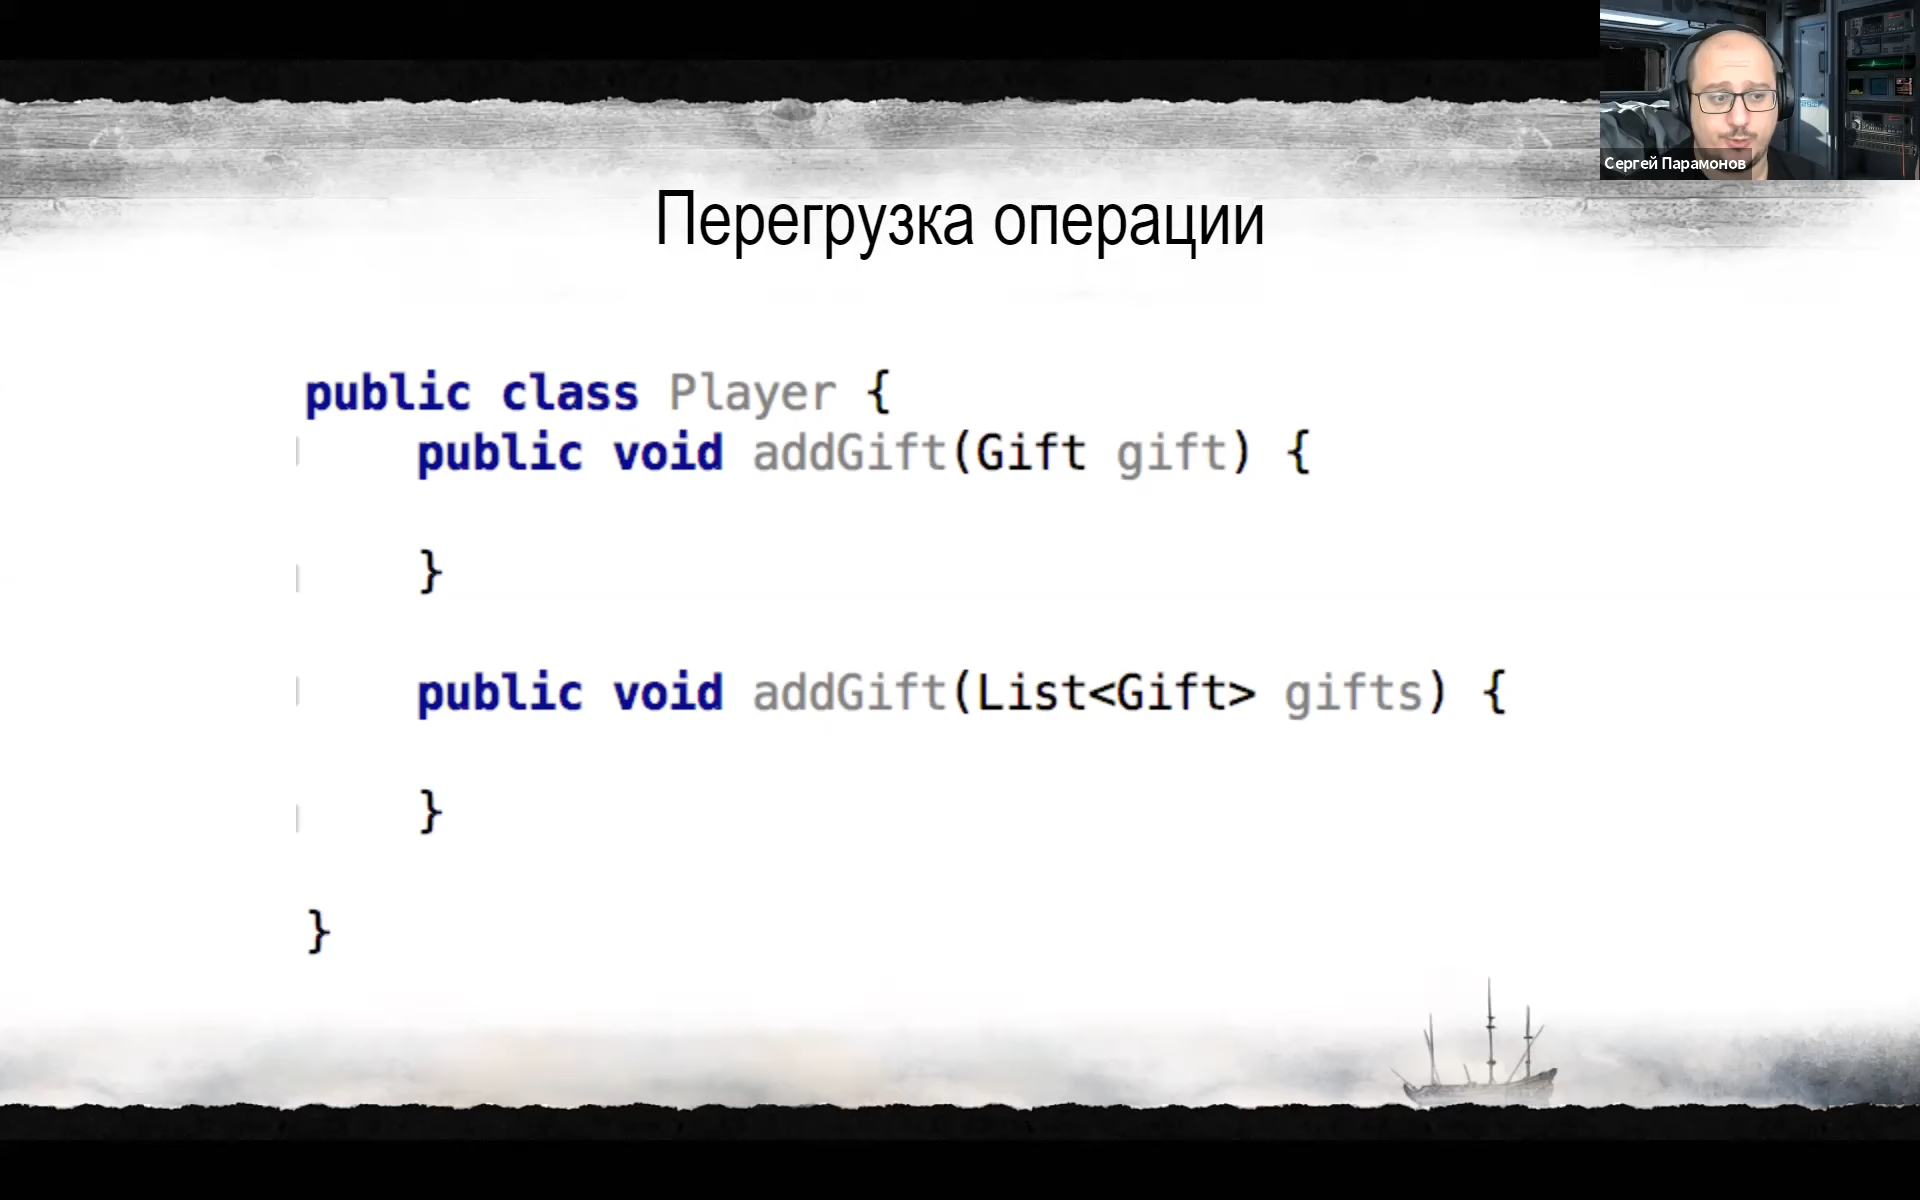 Сергей Парамонов
Перегрузка операции
public class Player {
public void addGift(Gift gift) {
}
public void addGift(List<Gift> gifts) {
}
}